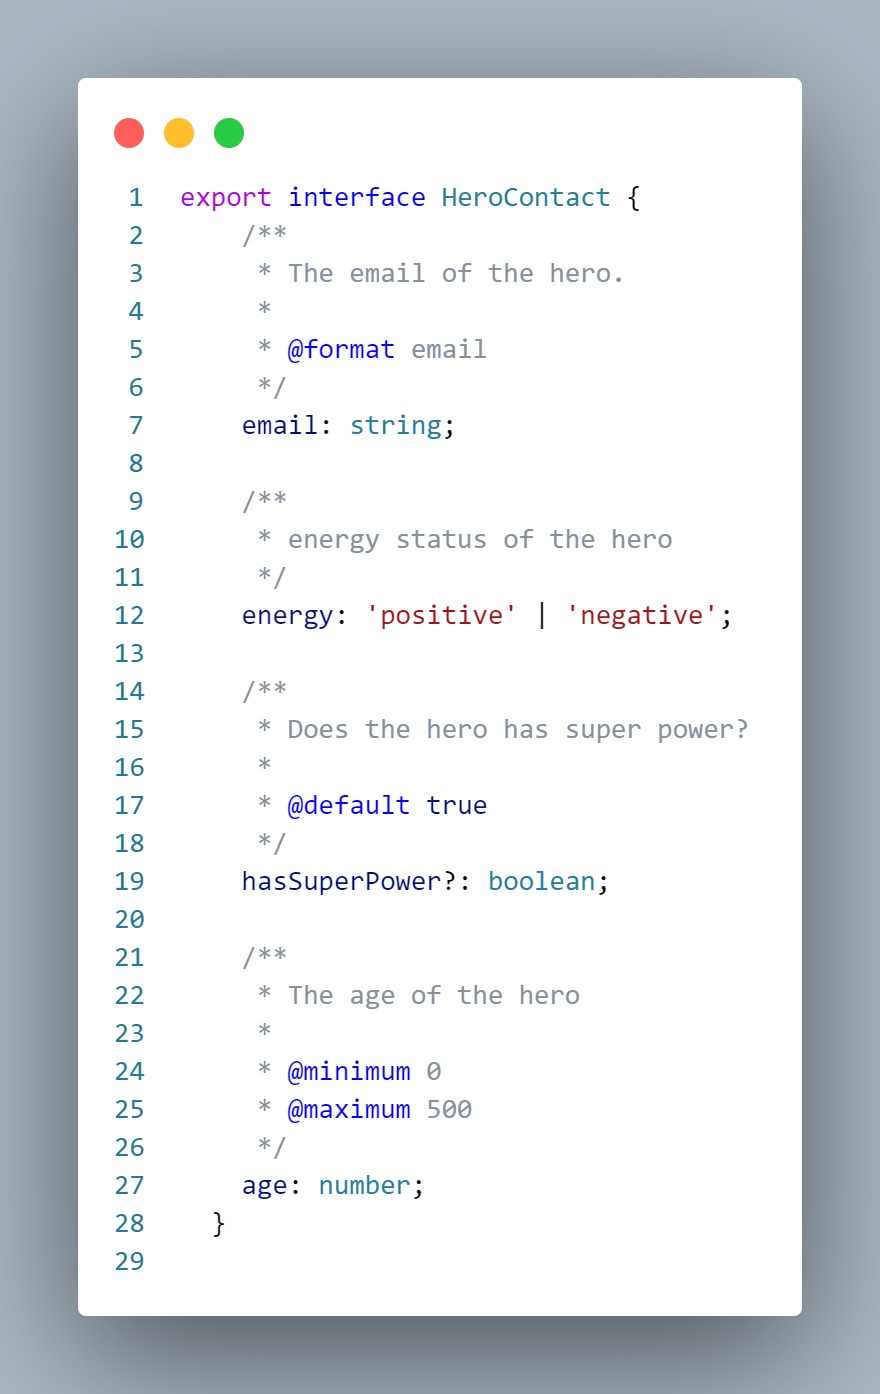 1 export interface HeroContact {
2 /**
3 * The email of the hero.
4 *
5 * @format email
6 */
7 email: string;
8
9 /**
10 * energy status of the hero
11 */
12 energy: 'positive' | 'negative';
13
14 /**
15 * Does the hero has super power?
16 *
17 * @default true
18 */
19 hasSuperPower?: boolean;
20
21 /**
22 * The age of the hero
23 *
24 * @minimum 0
25 * @maximum 500
26 */
27 age: number;
28 }
29